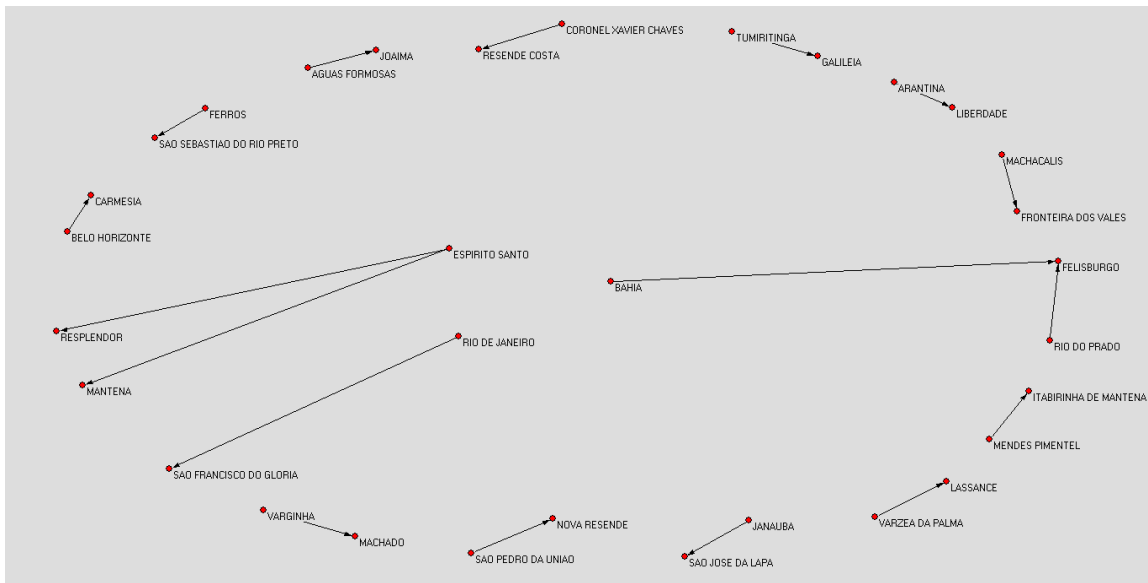 CORONEL XAVIER CHAVES
TUMIRITINGA
JOAIMA
RESENDE COSTA
GALILEIA
AGUAS FORMOSAS
ARANTINA
FERROS
LIBERDADE
SAO SEBASTIAO DO RIO PRETO
MACHACALIS
CARMESIA
FRONTEIRA DOS VALES
BELO HORIZONTE
ESPIRITO SANTO
FELISBURGO
BAHIA
RESPLENDOR
RIO DE JANEIRO
RIO DO PRADO
MANTENA
ITABIRINHA DE MANTENA
MENDES PIMENTEL
SAO FRANCISCO DO GLORIA
LASSANCE
VARGINHA
VARZEA DA PALMA
NOVA RESENDE
JANAUBA
MACHADO
SAO PEDRO DA UNIAO
SAO JOSE DA LAPA